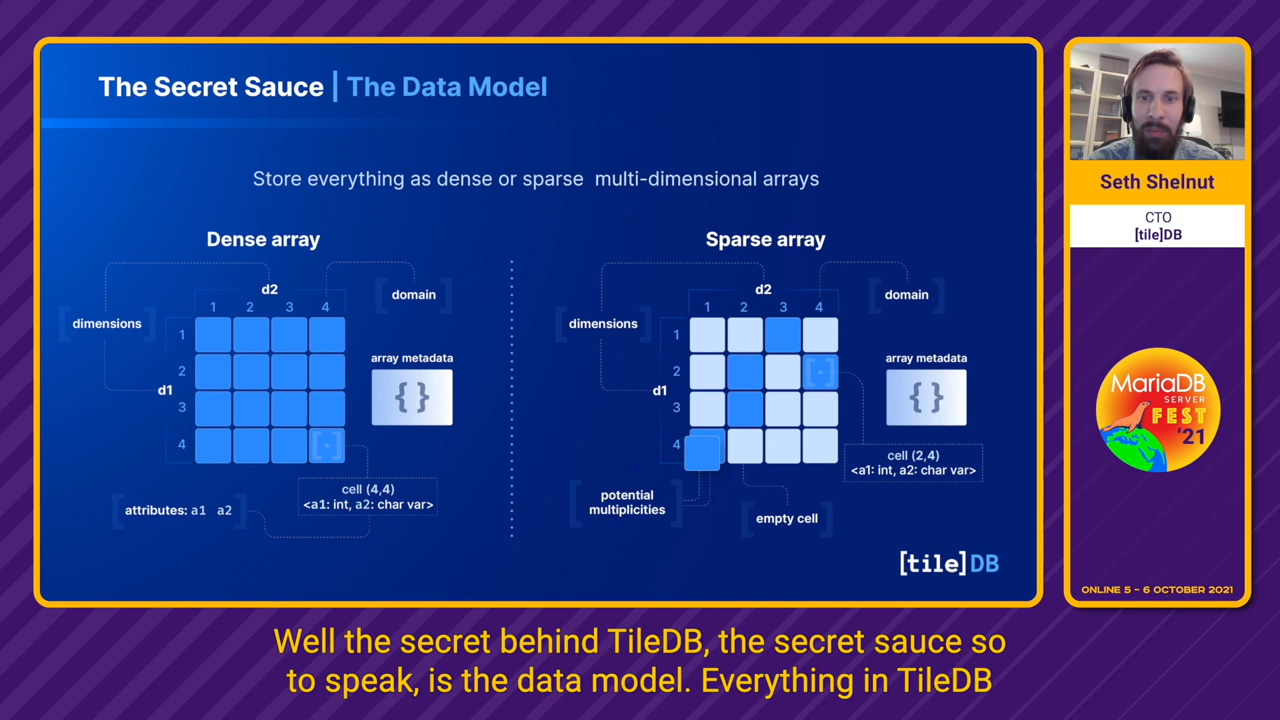 The Secret Sauce | The Data Model
Store everything as dense or sparse multi-dimensional arrays
Dense array
d2
domain
1 2 3 4
dimensions
1
2
d1
3
4
array metadata
{ }
[ · ]
cell (4,4)
<a1: int, a2: char var>
attributes: a1 a2
Sparse array
d2
domain
1 2 3 4
dimensions
1
2
d1
3
4
[ · ]
array metadata
{ }
cell (2,4)
<a1: int, a2: char var>
potential
multiplicities
empty cell
[tile]DB
Seth Shelnut
CTO
[tile]DB
MariaDB
SERVER
FEST
'21
ONLINE 5 – 6 OCTOBER 2021
Well the secret behind TileDB, the secret sauce so
to speak, is the data model. Everything in TileDB